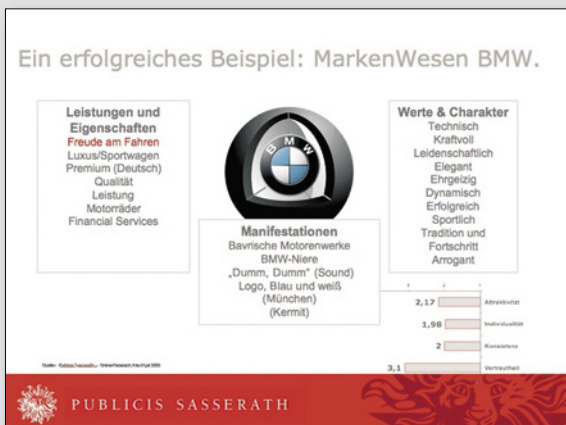 Ein erfolgreiches Beispiel: MarkenWesen BMW.
Leistungen und
Eigenschaften
Freude am Fahren
Luxus/Sportwagen
Premium (Deutsch)
Qualität
Leistung
Motorräder
Financial Services
BMW
Manifestationen
Bavrische Motorenwerke
BMW-Niere
„Dumm, Dumm“ (Sound)
Logo, Blau und weiß
(München)
(Kermit)
Werte & Charakter
Technisch
Kraftvoll
Leidenschaftlich
Elegant
Ehrgeizig
Dynamisch
Erfolgreich
Sportlich
Tradition und
Fortschritt
Arrogant
2,17 Attraktivität
1,98 Individualität
2 Konsistenz
3,1 Vertrautheit
Quelle:
PUBLICIS SASSERATH